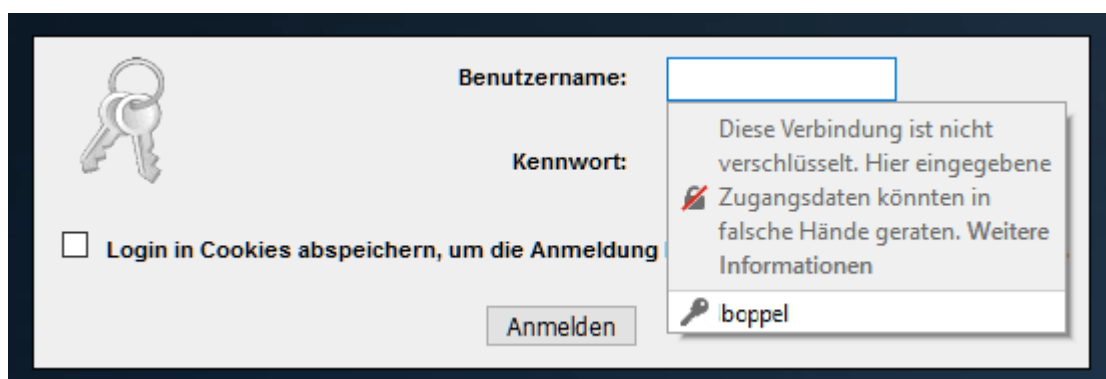 Benutzername:
Diese Verbindung ist nicht
verschlüsselt. Hier eingegebene
Kennwort:
Zugangsdaten könnten in
falsche Hände geraten. Weitere
Login in Cookies abspeichern, um die Anmeldung
Informationen
boppel
Anmelden